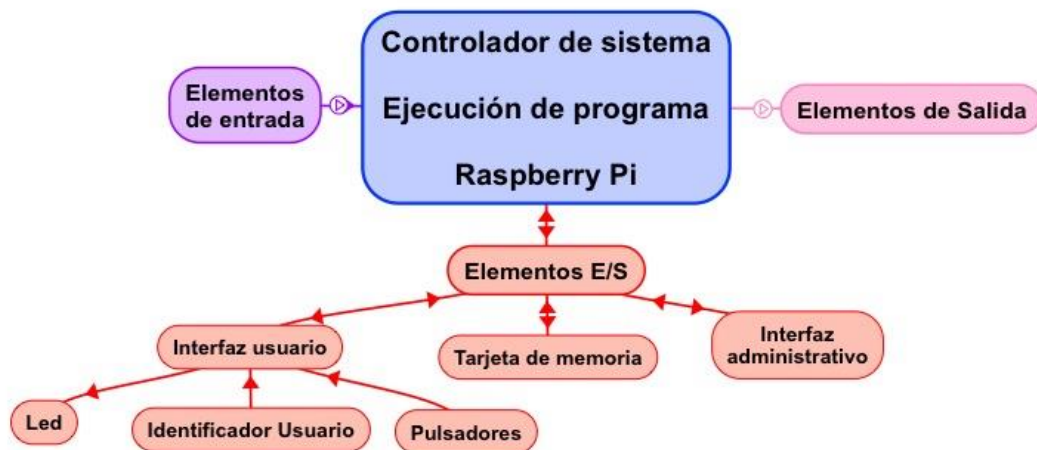 Controlador de sistema
Ejecución de programa
Raspberry Pi
Elementos
de entrada
Elementos de Salida
Elementos E/S
Interfaz usuario
Tarjeta de memoria
Interfaz
administrativo
Led
Identificador Usuario
Pulsadores